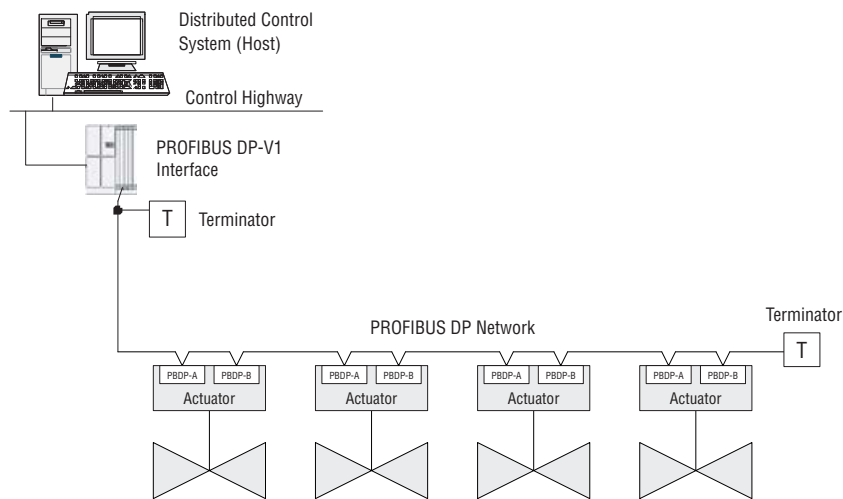 Distributed Control
System (Host)
Control Highway
PROFIBUS DP-V1
Interface
T
Terminator
Terminator
T
PROFIBUS DP Network
PBDP-A PBDP-B PBDP-A PBDP-B PBDP-A PBDP-B PBDP-A PBDP-B
Actuator Actuator Actuator Actuator